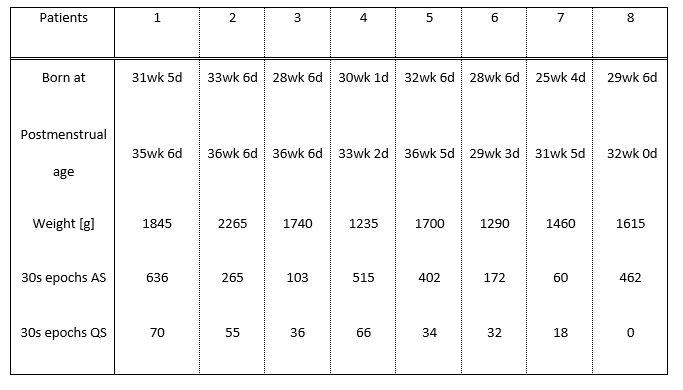 Patients 1 2 3 4 5 6 7 8
Born at 31wk 5d 33wk 6d 28wk 6d 30wk 1d 32wk 6d 28wk 6d 25wk 4d 29wk 6d
Postmenstrual
age 35wk 6d 36wk 6d 36wk 6d 33wk 2d 36wk 5d 29wk 3d 31wk 5d 32wk 0d
Weight [g] 1845 2265 1740 1235 1700 1290 1460 1615
30s epochs AS 636 265 103 515 402 172 60 462
30s epochs QS 70 55 36 66 34 32 18 0